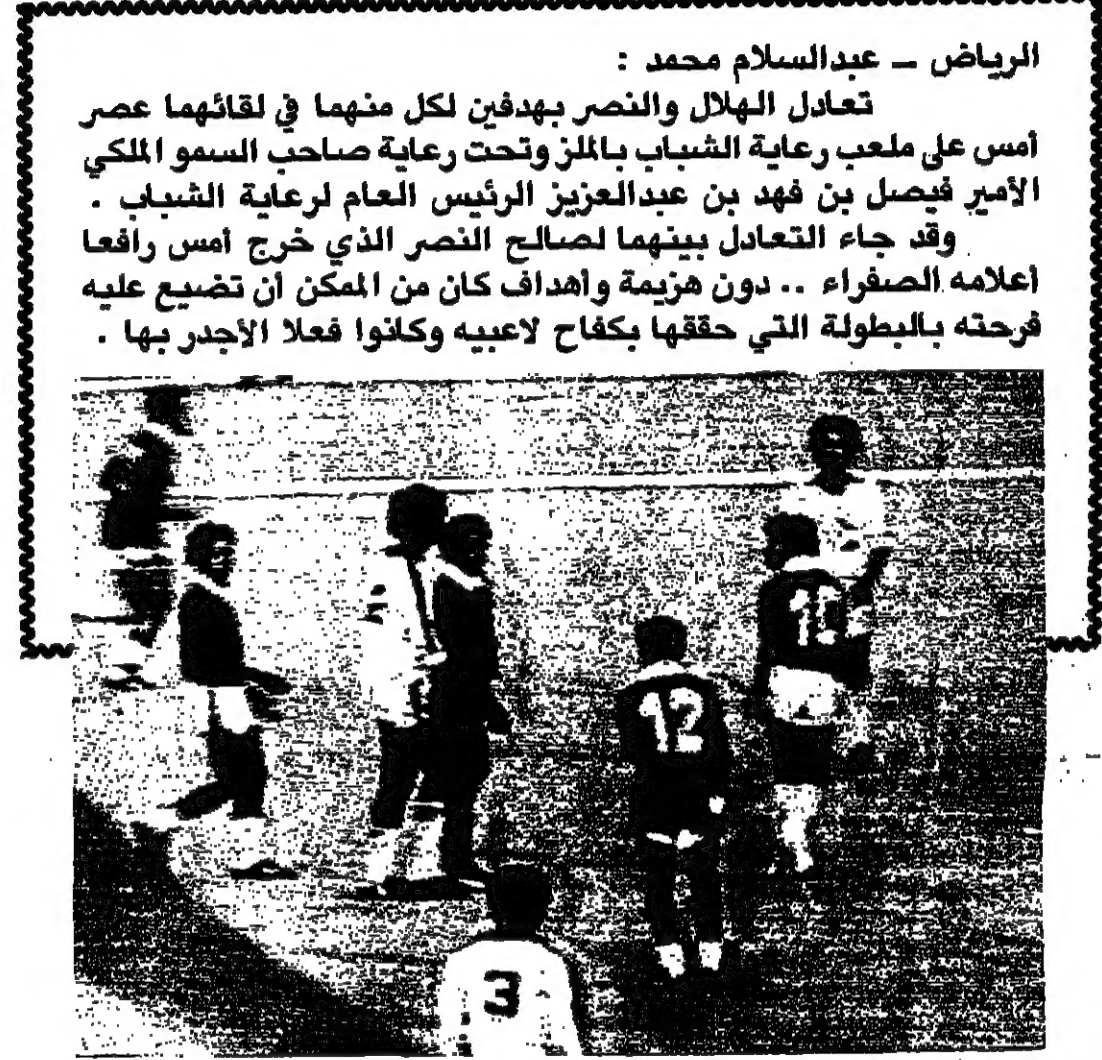 الرياض ــ عبدالسلام محمد :
تعادل الهلال والنصر بهدفين لكل منهما في لقائهما عصر
أمس على ملعب رعاية الشباب بالملز وتحت رعاية صاحب السمو الملكي
الأمير فيصل بن فهد بن عبدالعزيز الرئيس العام لرعاية الشباب .
وقد جاء التعادل بينهما لصالح النصر الذي خرج أمس رافعا
أعلامه الصفراء .. دون هزيمة وأهداف كان من الممكن أن تضيع عليه
فرحته بالبطولة التي حققها بكفاح لاعبيه وكانوا فعلا الأجدر بها .
12
3